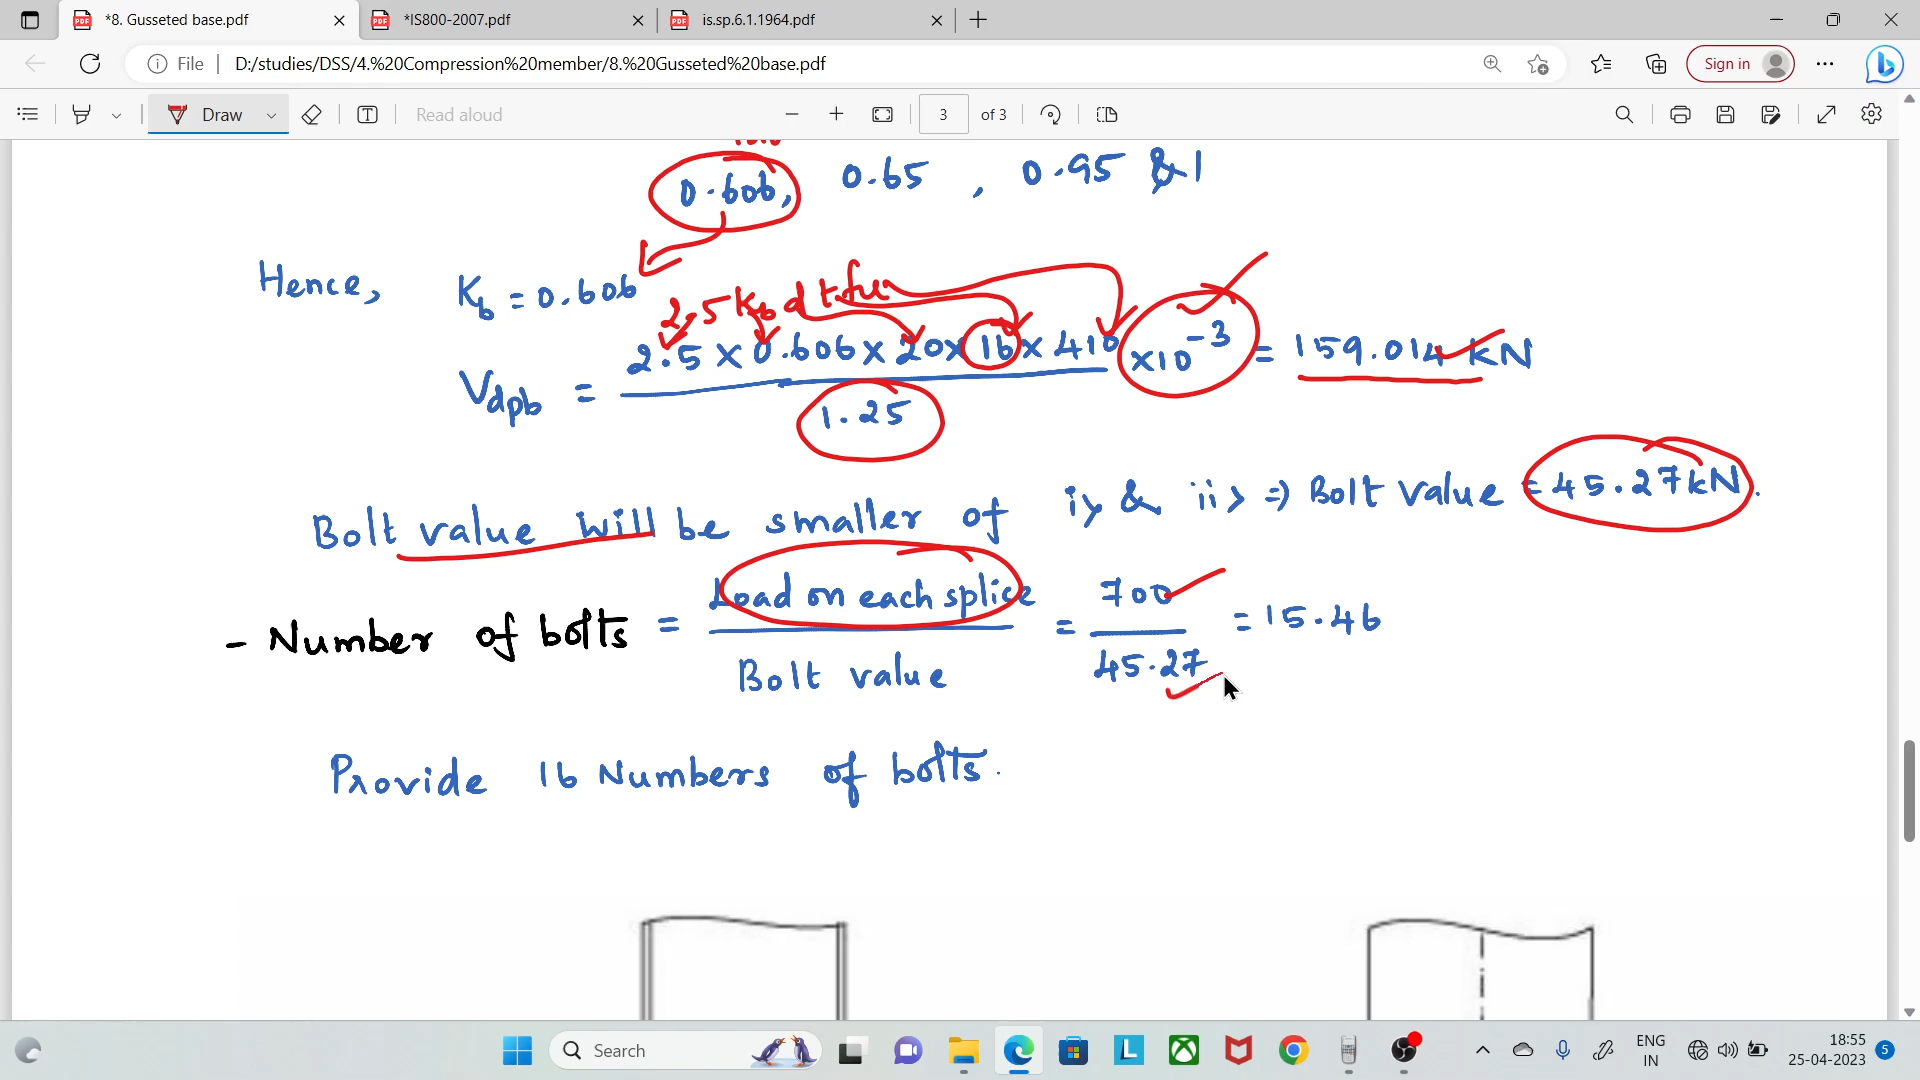 *8. Gusseted base.pdf
*IS800-2007.pdf
is.sp.6.1.1964.pdf
File D:/studies/DSS/4.%20Compression%20member/8.%20Gusseted%20base.pdf
Sign in
Draw
Read aloud
3 of 3
0.606, 0.65 , 0.95 & 1
Hence, Kb = 0.606
2.5 Kb d t fu
Vdpb = 2.5 x 0.606 x 20 x 16 x 410 x10^-3 / 1.25 = 159.014 kN
Bolt value will be smaller of i> & ii> => Bolt value = 45.27kN.
- Number of bolts = Load on each splice / Bolt value = 700 / 45.27 = 15.46
Provide 16 Numbers of bolts.
Search
ENG
IN
18:55
25-04-2023
5